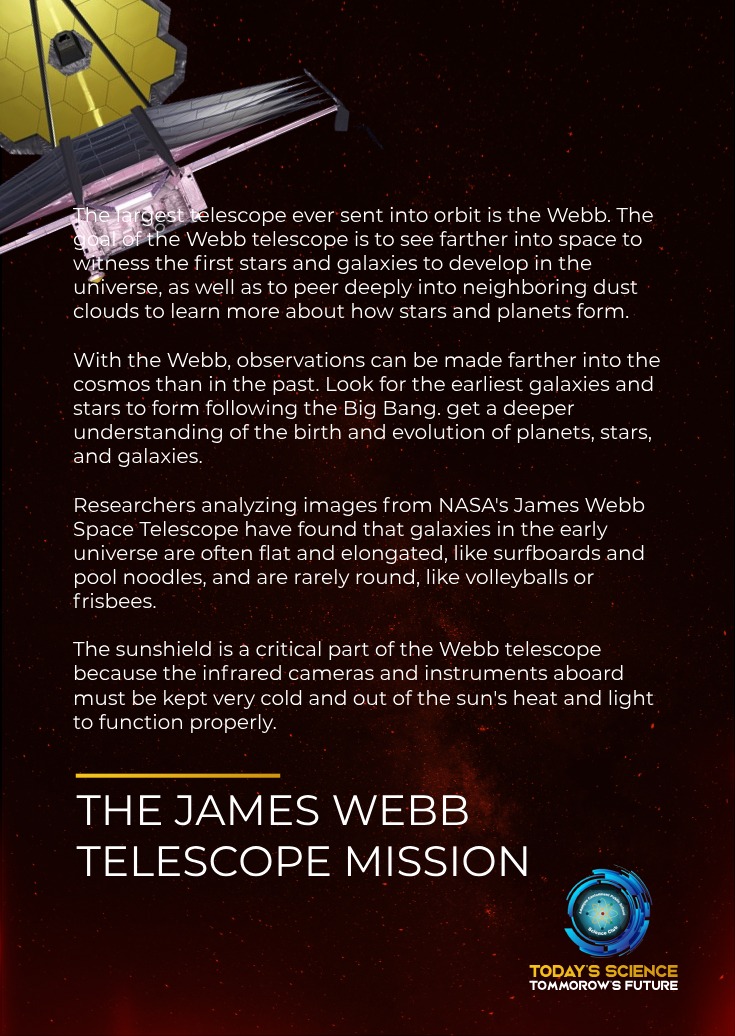 The largest telescope ever sent into orbit is the Webb. The
goal of the Webb telescope is to see farther into space to
witness the first stars and galaxies to develop in the
universe, as well as to peer deeply into neighboring dust
clouds to learn more about how stars and planets form.
With the Webb, observations can be made farther into the
cosmos than in the past. Look for the earliest galaxies and
stars to form following the Big Bang. get a deeper
understanding of the birth and evolution of planets, stars,
and galaxies.
Researchers analyzing images from NASA's James Webb
Space Telescope have found that galaxies in the early
universe are often flat and elongated, like surfboards and
pool noodles, and are rarely round, like volleyballs or
frisbees.
The sunshield is a critical part of the Webb telescope
because the infrared cameras and instruments aboard
must be kept very cold and out of the sun's heat and light
to function properly.
THE JAMES WEBB
TELESCOPE MISSION
Science Club
TODAY'S SCIENCE
TOMMOROW'S FUTURE